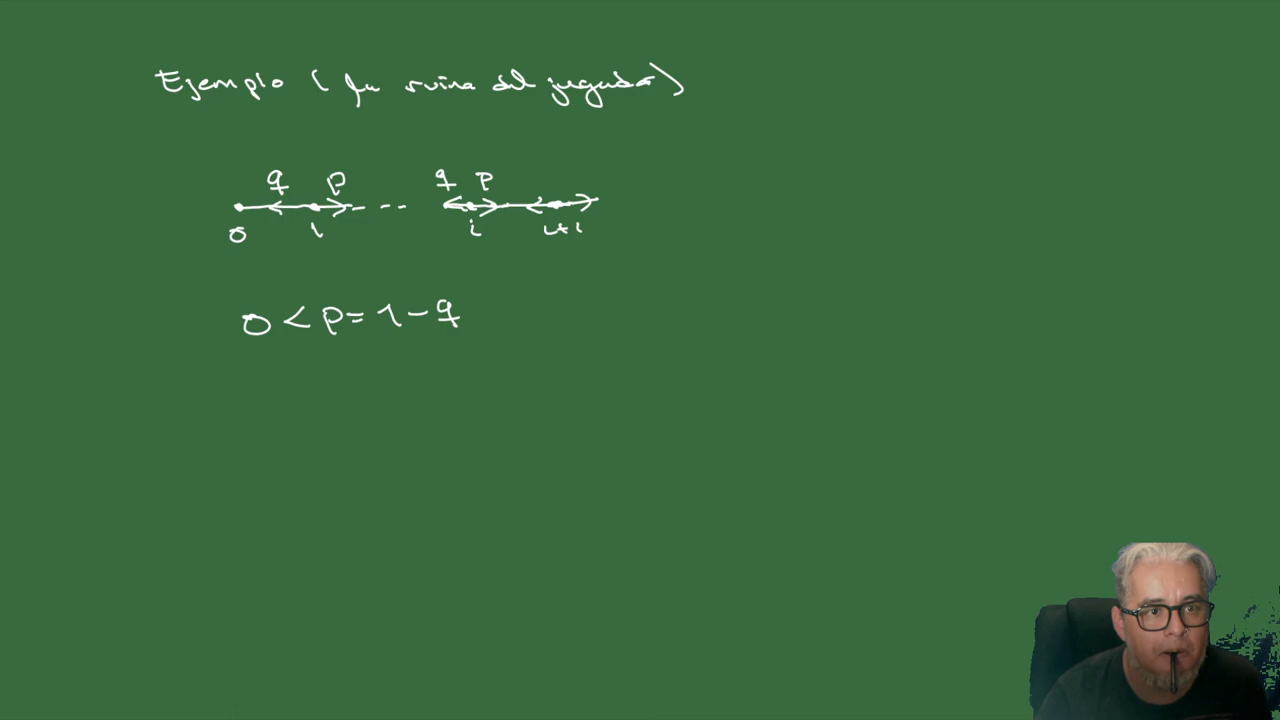 Ejemplo (La ruina del jugador)
q p q p
0 1 --- i i+1
0 < p = 1 - q